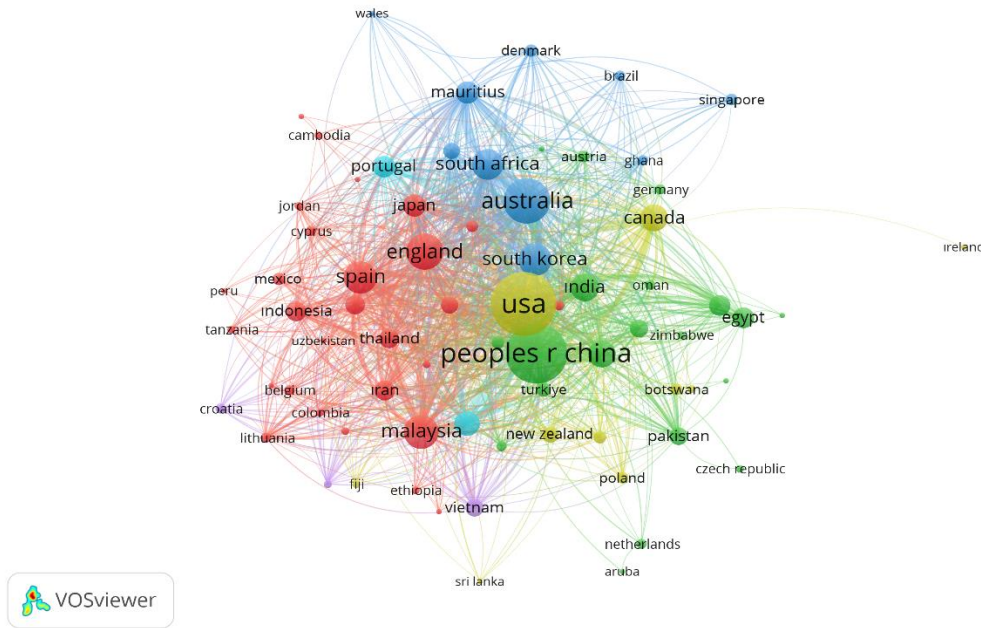 wales
denmark
brazil
mauritius
singapore
cambodia
portugal
south africa
austria
ghana
germany
jordan
japan
australia
canada
cyprus
england
ireland
south korea
mexico
spain
peru
usa
india
oman
indonesia
egypt
tanzania
uzbekistan
thailand
zimbabwe
peoples r china
belgium
iran
turkiye
botswana
croatia
colombia
lithuania
malaysia
new zealand
pakistan
czech republic
fiji
ethiopia
poland
vietnam
netherlands
aruba
sri lanka
VOSviewer